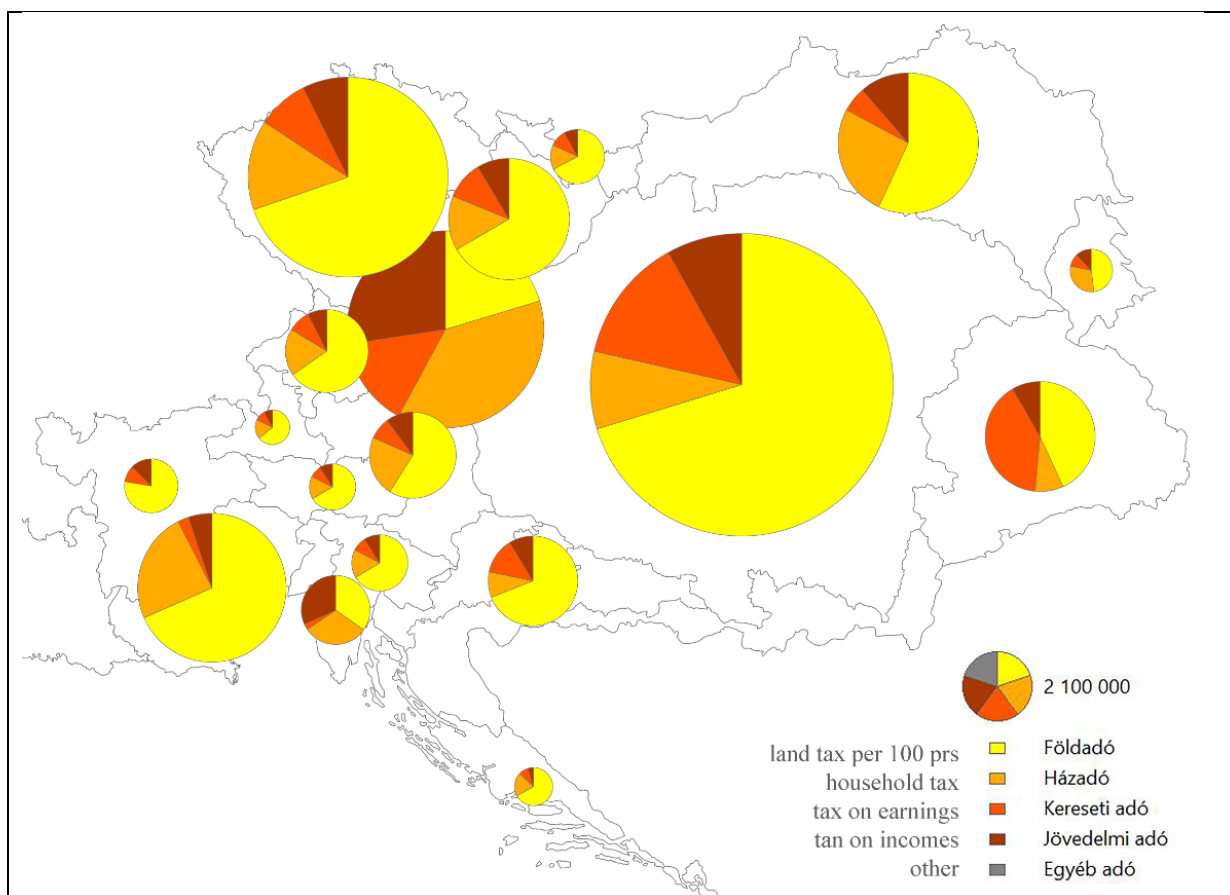 2 100 000
land tax per 100 prs Földadó
household tax Házadó
tax on earnings Kereseti adó
tan on incomes Jövedelmi adó
other Egyéb adó